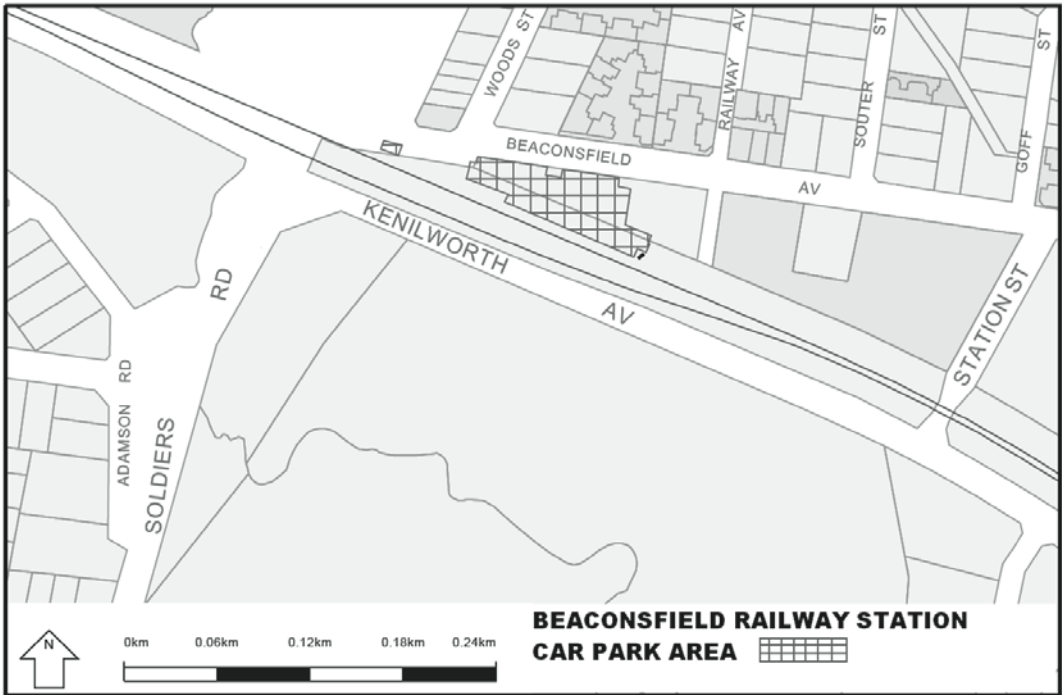 WOODS ST
RAILWAY AV
SOUTER ST
GOFF ST
BEACONSFIELD AV
KENILWORTH AV
STATION ST
SOLDIERS RD
ADAMSON RD
N
0km 0.06km 0.12km 0.18km 0.24km
BEACONSFIELD RAILWAY STATION
CAR PARK AREA